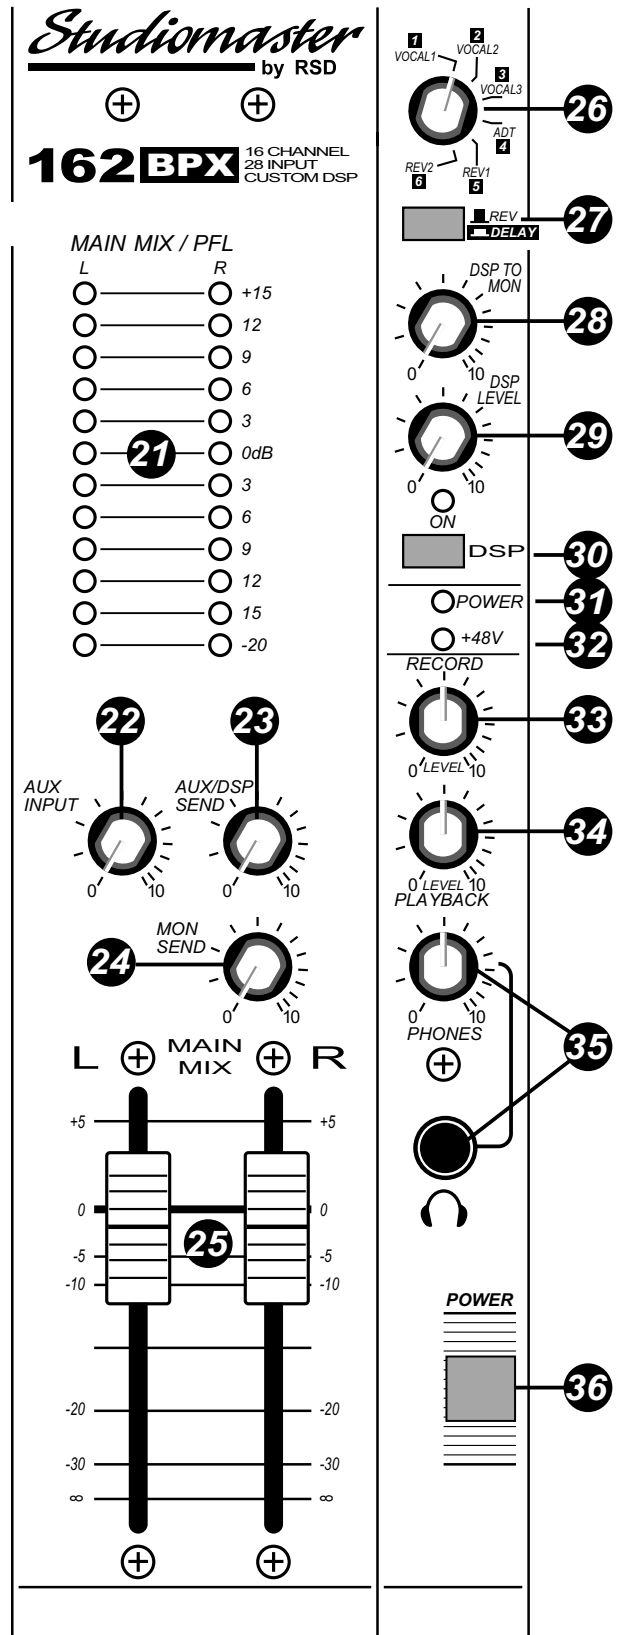 Studiomaster
by RSD
162 BPX 16 CHANNEL
28 INPUT
CUSTOM DSP
MAIN MIX / PFL
L R
+15
12
9
6
3
21 0dB
3
6
9
12
15
-20
22 23
AUX
INPUT
AUX/DSP
SEND
0 10
0 10
MON
SEND
24
0 10
L MAIN
MIX R
+5 +5
0 0
25
-5 -5
-10 -10
-20 -20
-30 -30
∞ ∞
1
VOCAL1
2
VOCAL2
3
VOCAL3
26
ADT
4
REV1
5
REV2
6
REV
DELAY
27
DSP TO
MON
28
0 10
DSP
LEVEL
29
0 10
ON
DSP 30
POWER 31
+48V 32
RECORD
33
0 LEVEL 10
34
0 LEVEL 10
PLAYBACK
0 10
PHONES
35
POWER
36